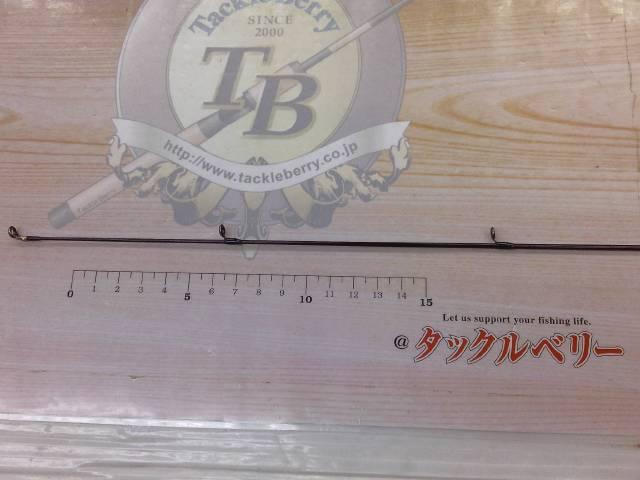 TackleBerry
SINCE
2000
TB
http://www.tackleberry.co.jp
0 1 2 3 4 5 6 7 8 9 10 11 12 13 14 15
Let us support your fishing life.
@タックルベリー